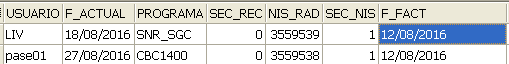 USUARIO F_ACTUAL PROGRAMA SEC_REC NIS_RAD SEC_NIS F_FACT
LIV 18/08/2016 SNR_SGC 0 3559539 1 12/08/2016
pase01 27/08/2016 CBC1400 0 3559538 1 12/08/2016